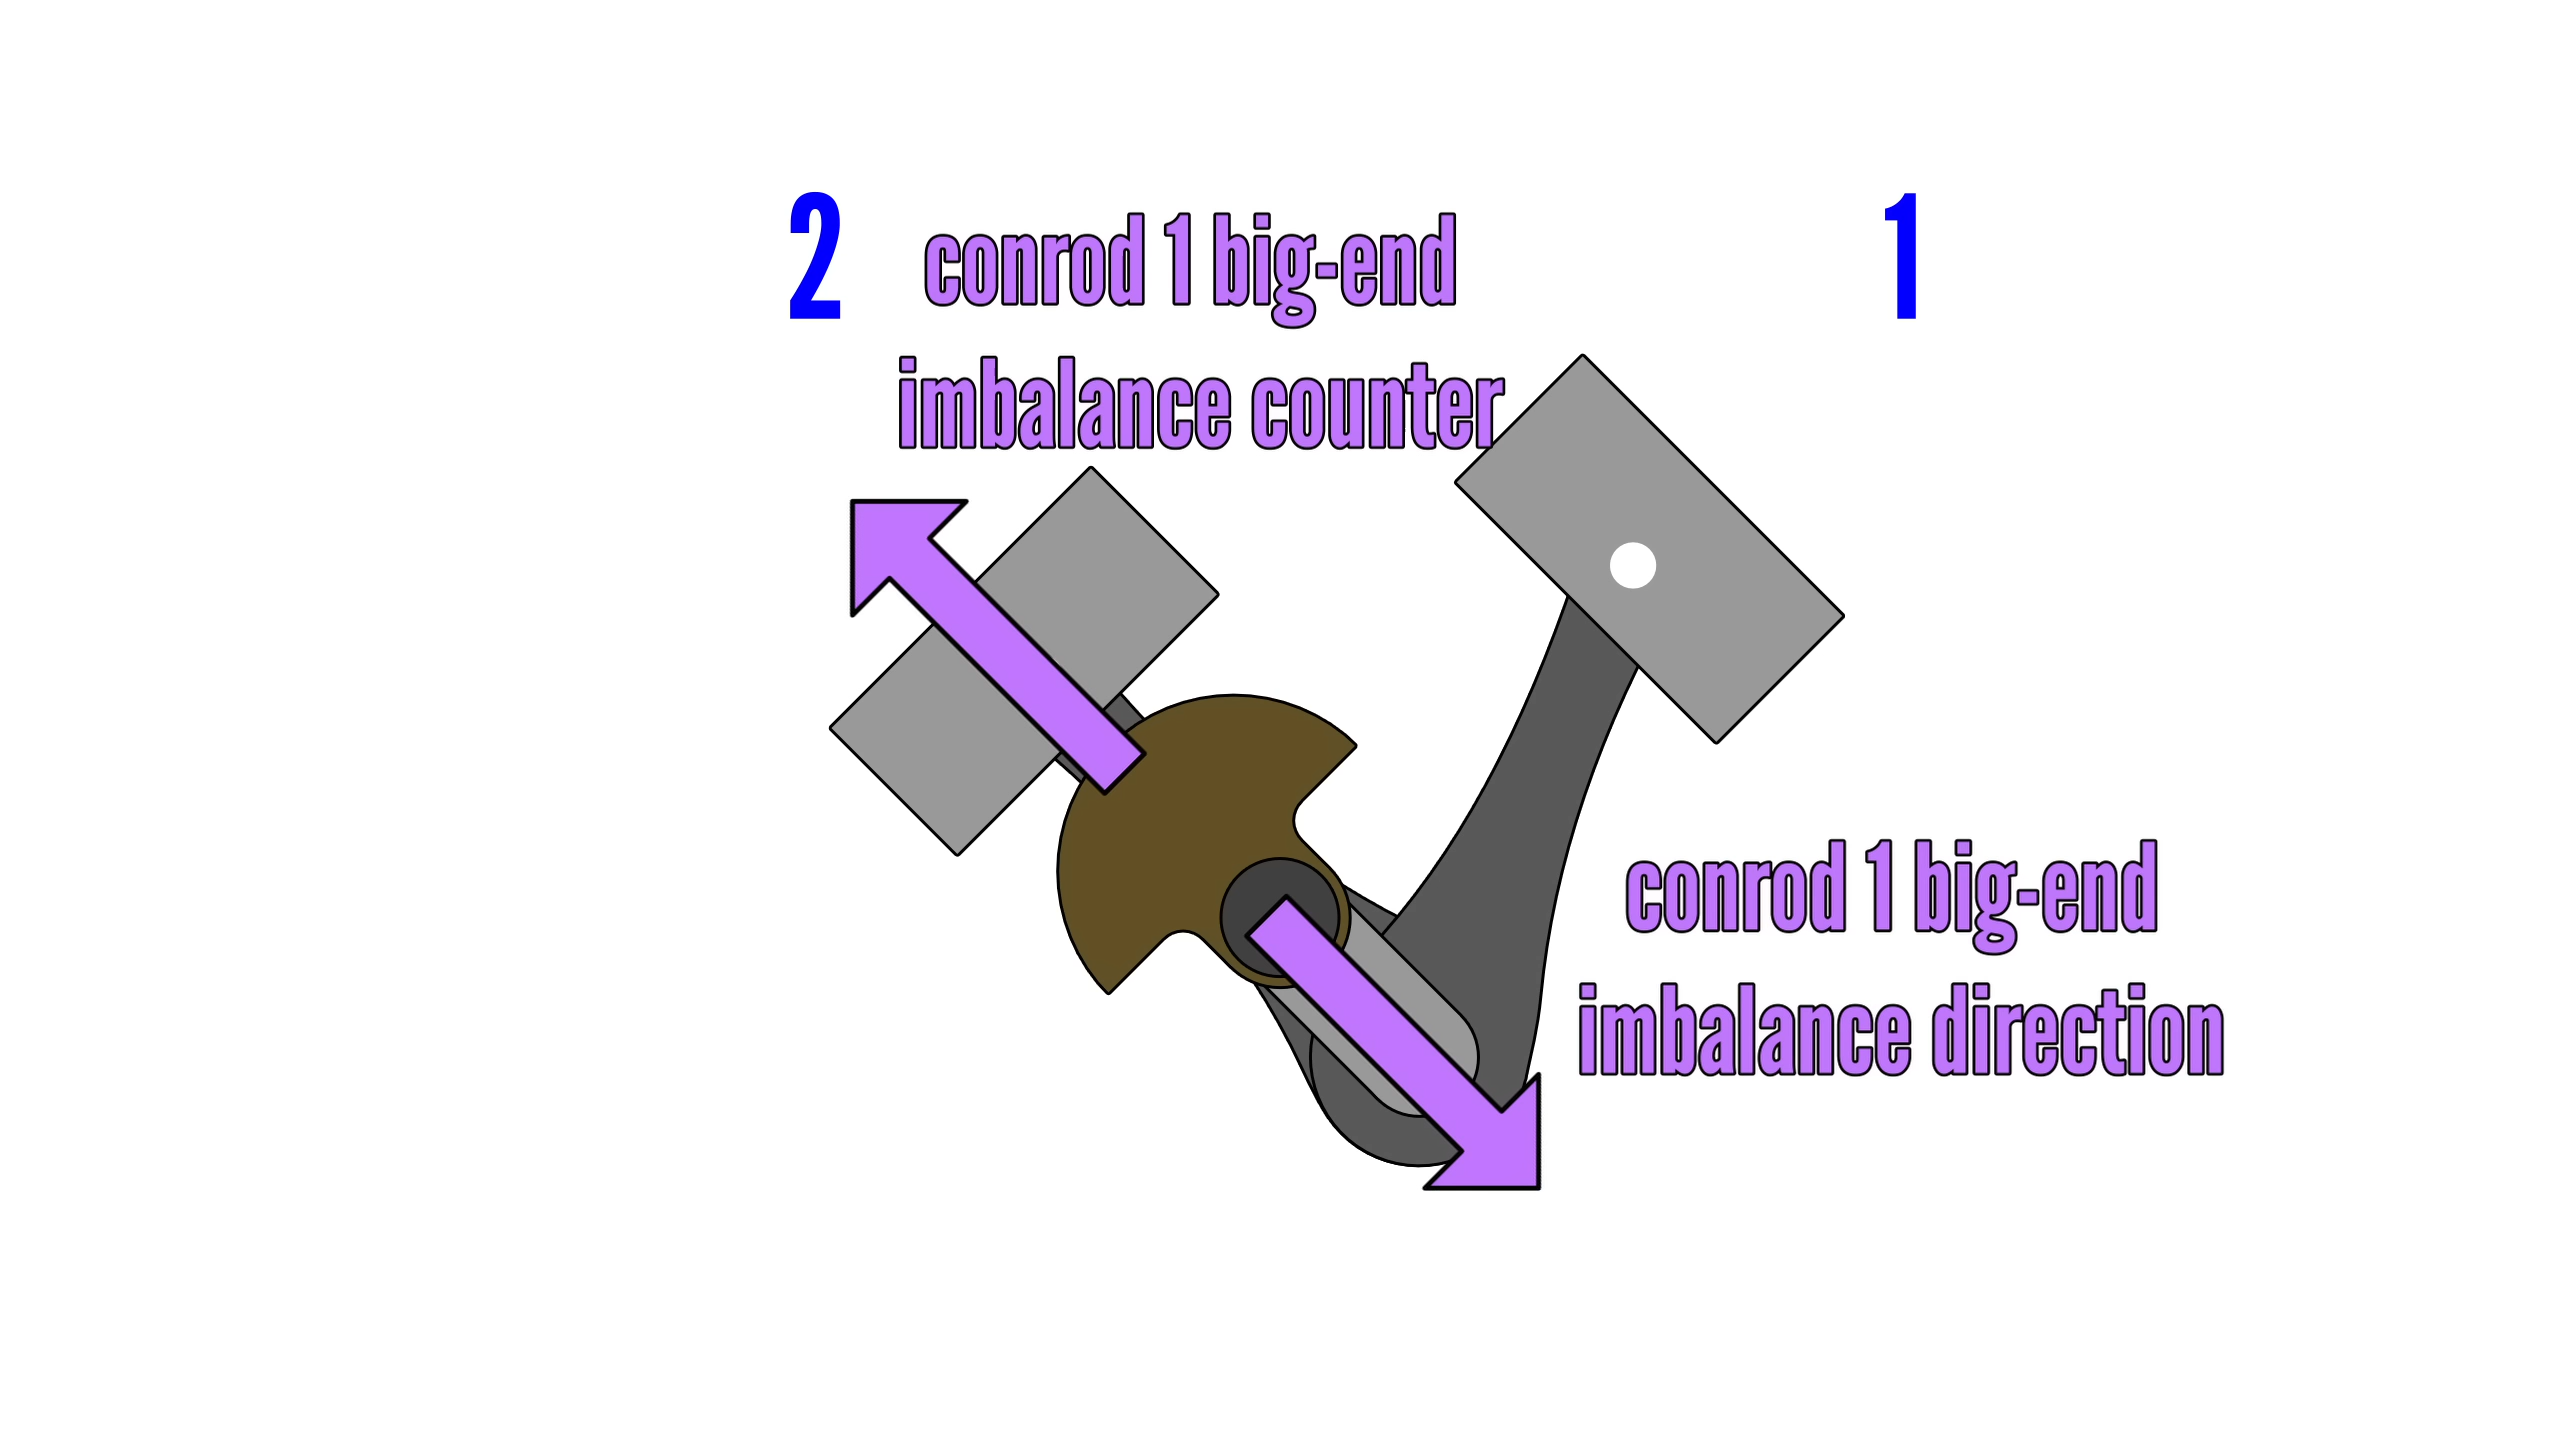 2
conrod 1 big-end
imbalance counter
1
conrod 1 big-end
imbalance direction